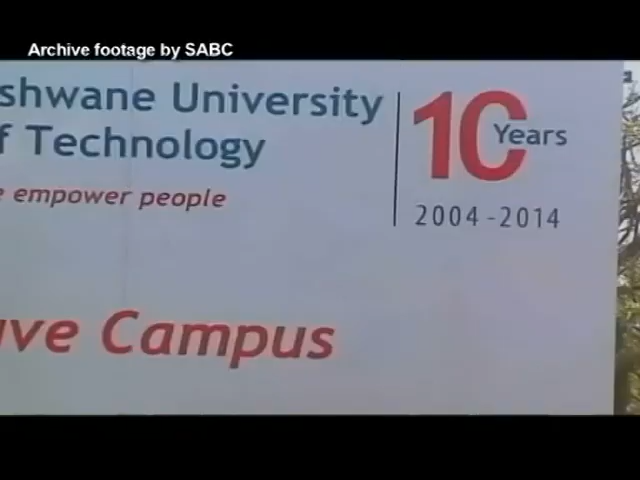 Archive footage by SABC
shwane University
f Technology
e empower people
10 Years
2004 - 2014
ve Campus